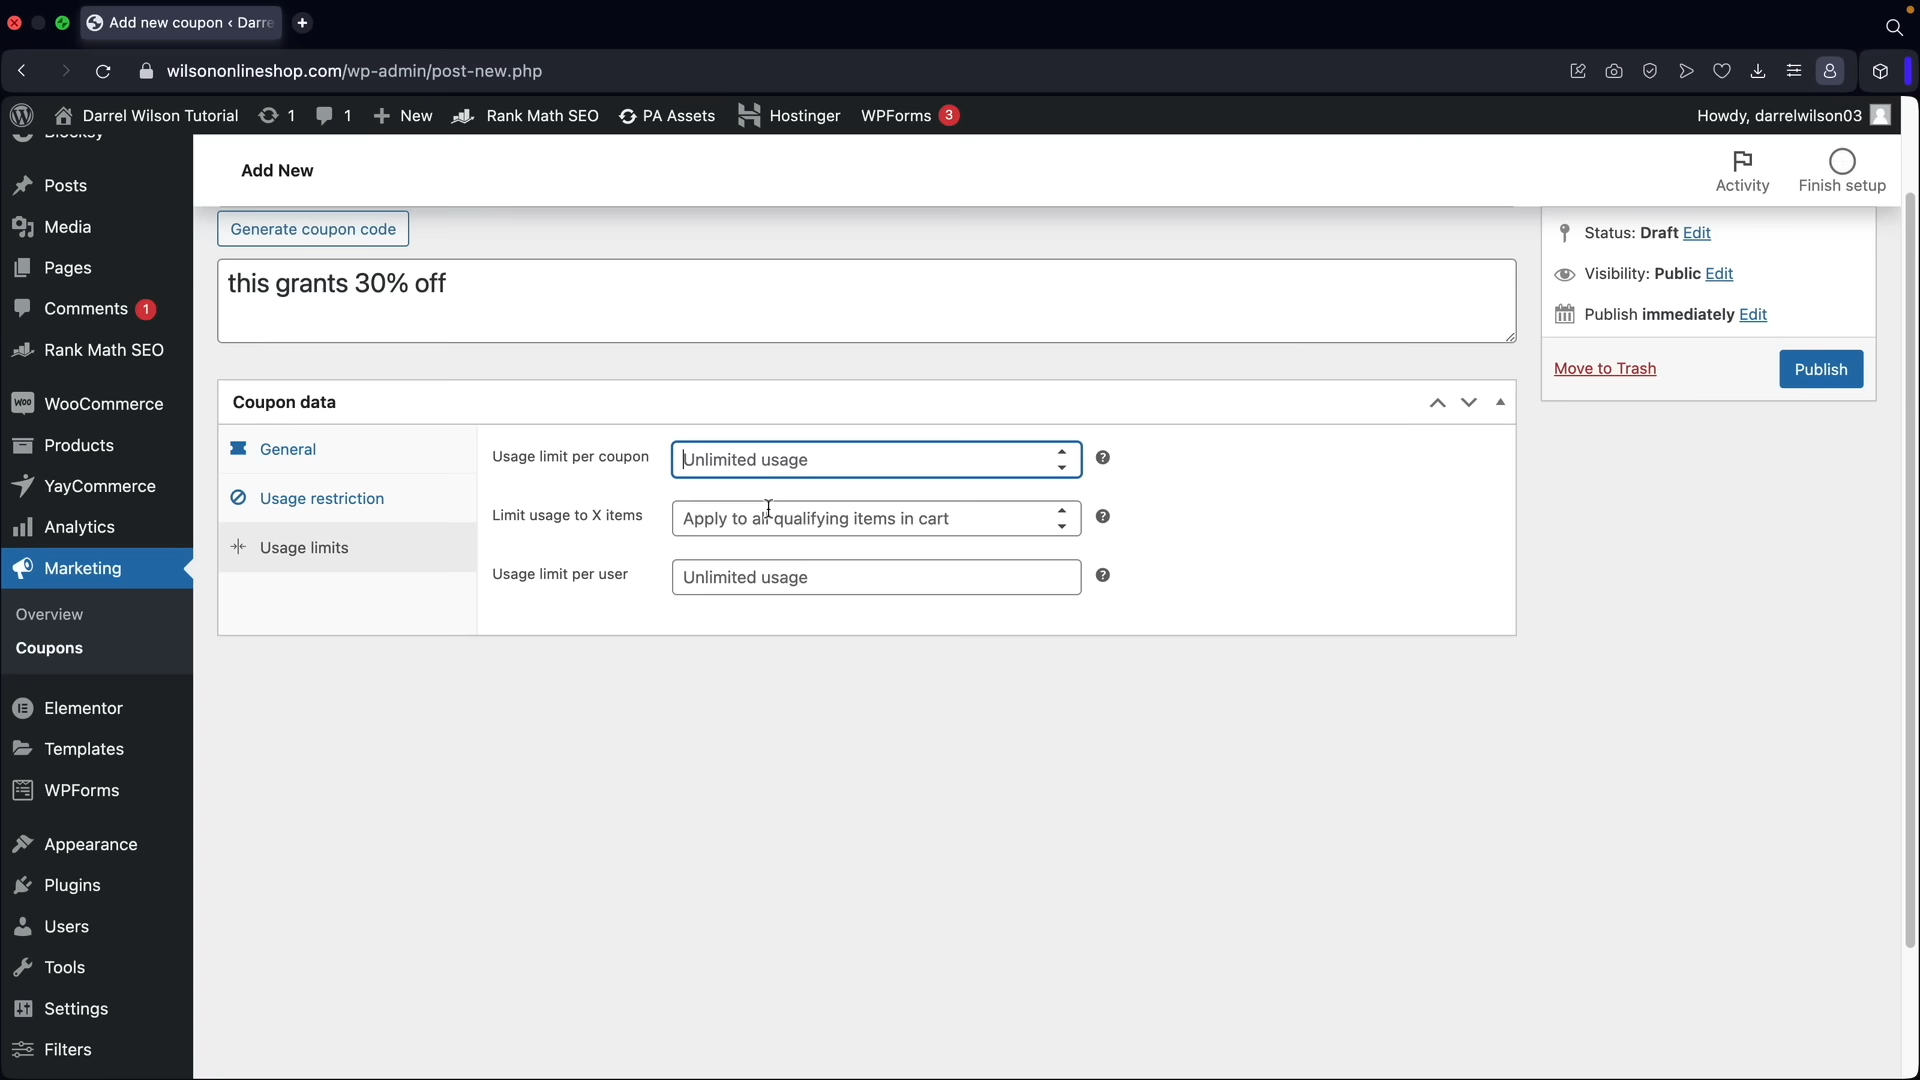 Add new coupon < Darre
wilsononlineshop.com/wp-admin/post-new.php
Darrel Wilson Tutorial 1 1 New Rank Math SEO PA Assets Hostinger WPForms 3 Howdy, darrelwilson03
Blocksy
Posts
Media
Pages
Comments 1
Rank Math SEO
Woo WooCommerce
Products
YayCommerce
Analytics
Marketing
Overview
Coupons
Elementor
Templates
WPForms
Appearance
Plugins
Users
Tools
Settings
Filters
Add New
Activity
Finish setup
Generate coupon code
this grants 30% off
Coupon data
General
Usage restriction
Usage limits
Usage limit per coupon Unlimited usage
Limit usage to X items Apply to all qualifying items in cart
Usage limit per user Unlimited usage
Status: Draft Edit
Visibility: Public Edit
Publish immediately Edit
Move to Trash Publish